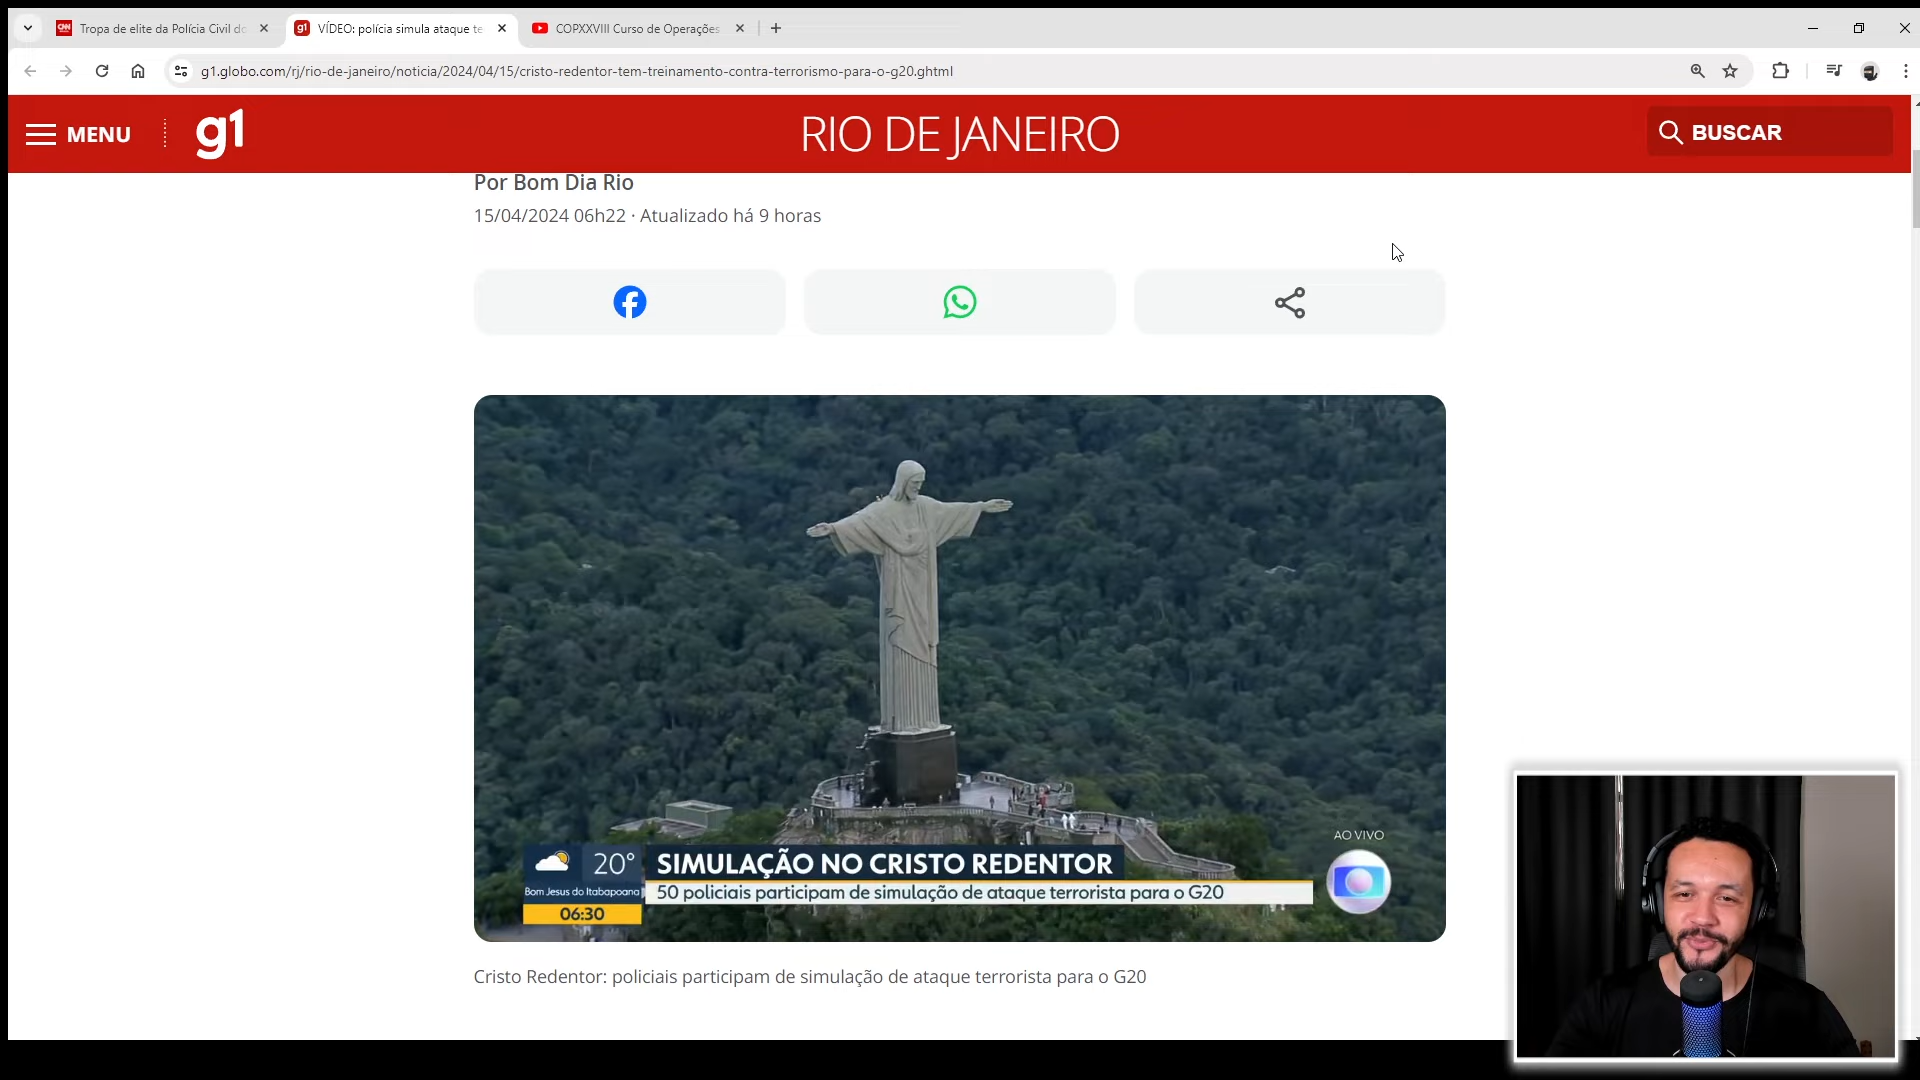 Tropa de elite da Polícia Civil do
VÍDEO: polícia simula ataque te
COPXXVIII Curso de Operações
g1.globo.com/rj/rio-de-janeiro/noticia/2024/04/15/cristo-redentor-tem-treinamento-contra-terrorismo-para-o-g20.ghtml
MENU
g1
RIO DE JANEIRO
BUSCAR
Por Bom Dia Rio
15/04/2024 06h22 · Atualizado há 9 horas
AO VIVO
20°
SIMULAÇÃO NO CRISTO REDENTOR
Bom Jesus do Itabapoana
50 policiais participam de simulação de ataque terrorista para o G20
06:30
Cristo Redentor: policiais participam de simulação de ataque terrorista para o G20